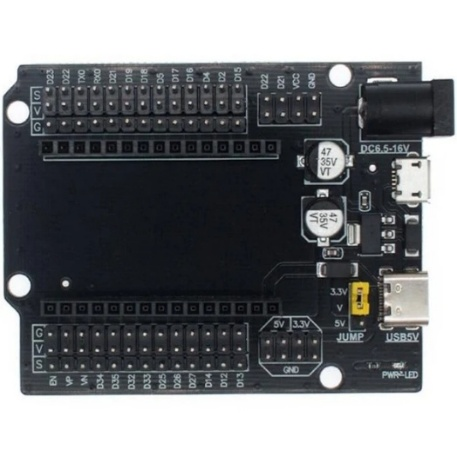 D23 D22 TX0 RX0 D21 D19 D18 D5 D17 D16 D4 D2 D15
S
V
G
D22 D21 VCC GND
47
35V
VT
DC6.5-16V
47
35V
VT
3.3V
V
5V
JUMP
USB5V
G
V
S
5V 3.3V
GND
EN VP VN D34 D35 D32 D33 D25 D26 D27 D14 D12 D13
PWR-LED